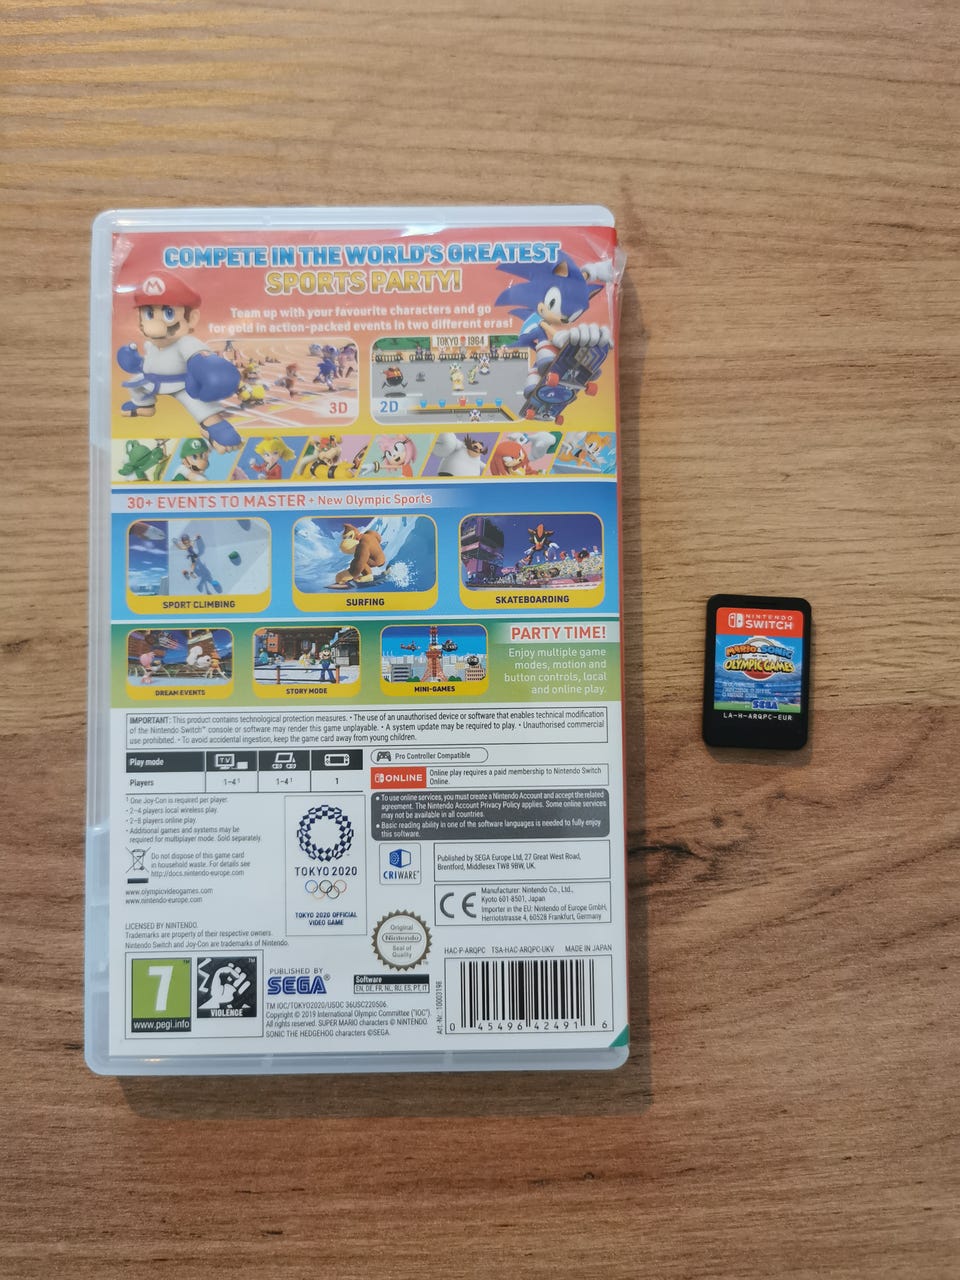 COMPETE IN THE WORLD'S GREATEST
SPORTS PARTY!
Team up with your favourite characters and go
for gold in action-packed events in two different eras!
TOKYO 1964
3D
2D
30+ EVENTS TO MASTER + New Olympic Sports
SPORT CLIMBING
SURFING
SKATEBOARDING
DREAM EVENTS
STORY MODE
MINI-GAMES
PARTY TIME!
Enjoy multiple game
modes, motion and
button controls, local
and online play.
IMPORTANT: This product contains technological protection measures. • The use of an unauthorised device or software that enables technical modification
of the Nintendo Switch™ console or software may render this game unplayable. • A system update may be required to play. • Unauthorised commercial
use prohibited. • To avoid accidental ingestion, keep the game card away from young children.
Play mode
TV
Players
1-4¹
1-4¹
1
Pro Controller Compatible
ONLINE
Online play requires a paid membership to Nintendo Switch
Online.
¹ One Joy-Con is required per player.
• 2-4 players local wireless play.
• 2-8 players online play.
• Additional games and systems may be
required for multiplayer mode. Sold separately.
• To use online services, you must create a Nintendo Account and accept the related
agreement. The Nintendo Account Privacy Policy applies. Some online services
may not be available in all countries.
• Basic reading ability in one of the software languages is needed to fully enjoy
this software.
Do not dispose of this game card
in household waste. For details see
http://docs.nintendo-europe.com
www.olympicvideogames.com
www.nintendo-europe.com
TOKYO 2020
TOKYO 2020 OFFICIAL
VIDEO GAME
CRIWARE™
Published by SEGA Europe Ltd, 27 Great West Road,
Brentford, Middlesex TW8 9BW, UK.
CE
Manufacturer: Nintendo Co., Ltd.,
Kyoto 601-8501, Japan
Importer in the EU: Nintendo of Europe GmbH,
Herriotstrasse 4, 60528 Frankfurt, Germany
LICENSED BY NINTENDO.
Trademarks are property of their respective owners.
Nintendo Switch and Joy-Con are trademarks of Nintendo.
Original
Nintendo
Seal of
Quality
HAC-P-ARQPC TSA-HAC-ARQPC-UKV MADE IN JAPAN
7
www.pegi.info
VIOLENCE
PUBLISHED BY
SEGA®
Software
EN, DE, FR, NL, RU, ES, PT, IT
TM IOC/TOKYO2020/USOC 36USC220506.
Copyright © 2019 International Olympic Committee ("IOC").
All rights reserved. SUPER MARIO characters © NINTENDO.
SONIC THE HEDGEHOG characters ©SEGA.
Art.-Nr.: 1000319E
0 45496 42491 6
NINTENDO
SWITCH
MARIO & SONIC
AT THE
OLYMPIC GAMES
SEGA
LA-H-ARQPC-EUR